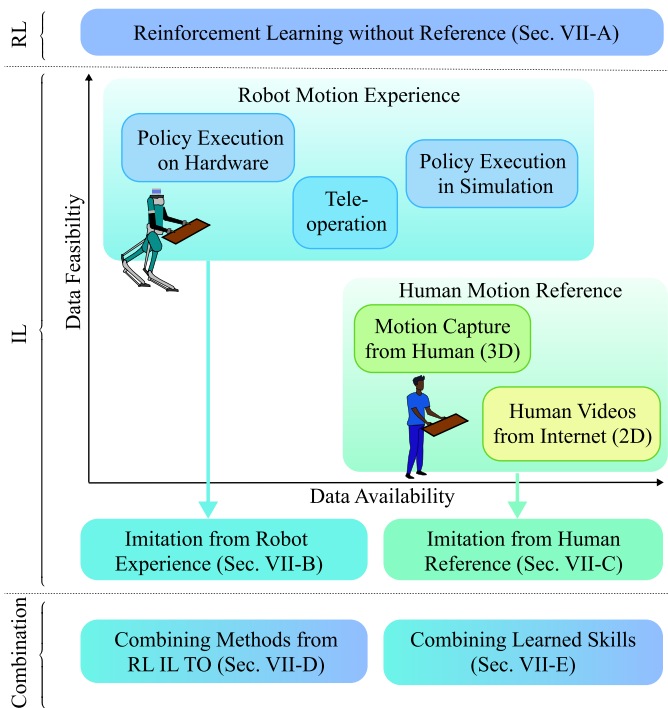 RL
Reinforcement Learning without Reference (Sec. VII-A)
IL
Data Feasibiltiy
Robot Motion Experience
Policy Execution
on Hardware
Policy Execution
in Simulation
Tele-
operation
Human Motion Reference
Motion Capture
from Human (3D)
Human Videos
from Internet (2D)
Data Availability
Imitation from Robot
Experience (Sec. VII-B)
Imitation from Human
Reference (Sec. VII-C)
Combination
Combining Methods from
RL IL TO (Sec. VII-D)
Combining Learned Skills
(Sec. VII-E)